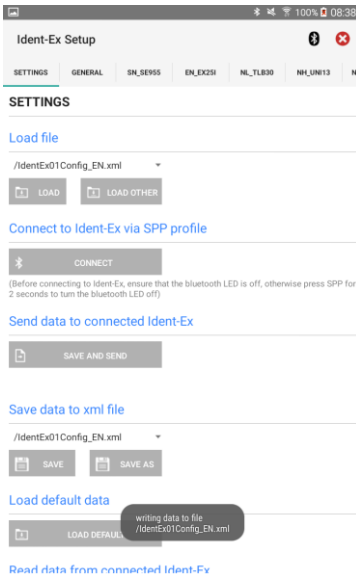 100% 08:38
Ident-Ex Setup
SETTINGS GENERAL SN_SE955 EN_EX25I NL_TLB30 NH_UNI13 N
SETTINGS
Load file
/IdentEx01Config_EN.xml
LOAD LOAD OTHER
Connect to Ident-Ex via SPP profile
CONNECT
(Before connecting to Ident-Ex, ensure that the bluetooth LED is off, otherwise press SPP for
2 seconds to turn the bluetooth LED off)
Send data to connected Ident-Ex
SAVE AND SEND
Save data to xml file
/IdentEx01Config_EN.xml
SAVE SAVE AS
Load default data
LOAD DEFAUL
writing data to file
/IdentEx01Config_EN.xml
Read data from connected Ident-Ex